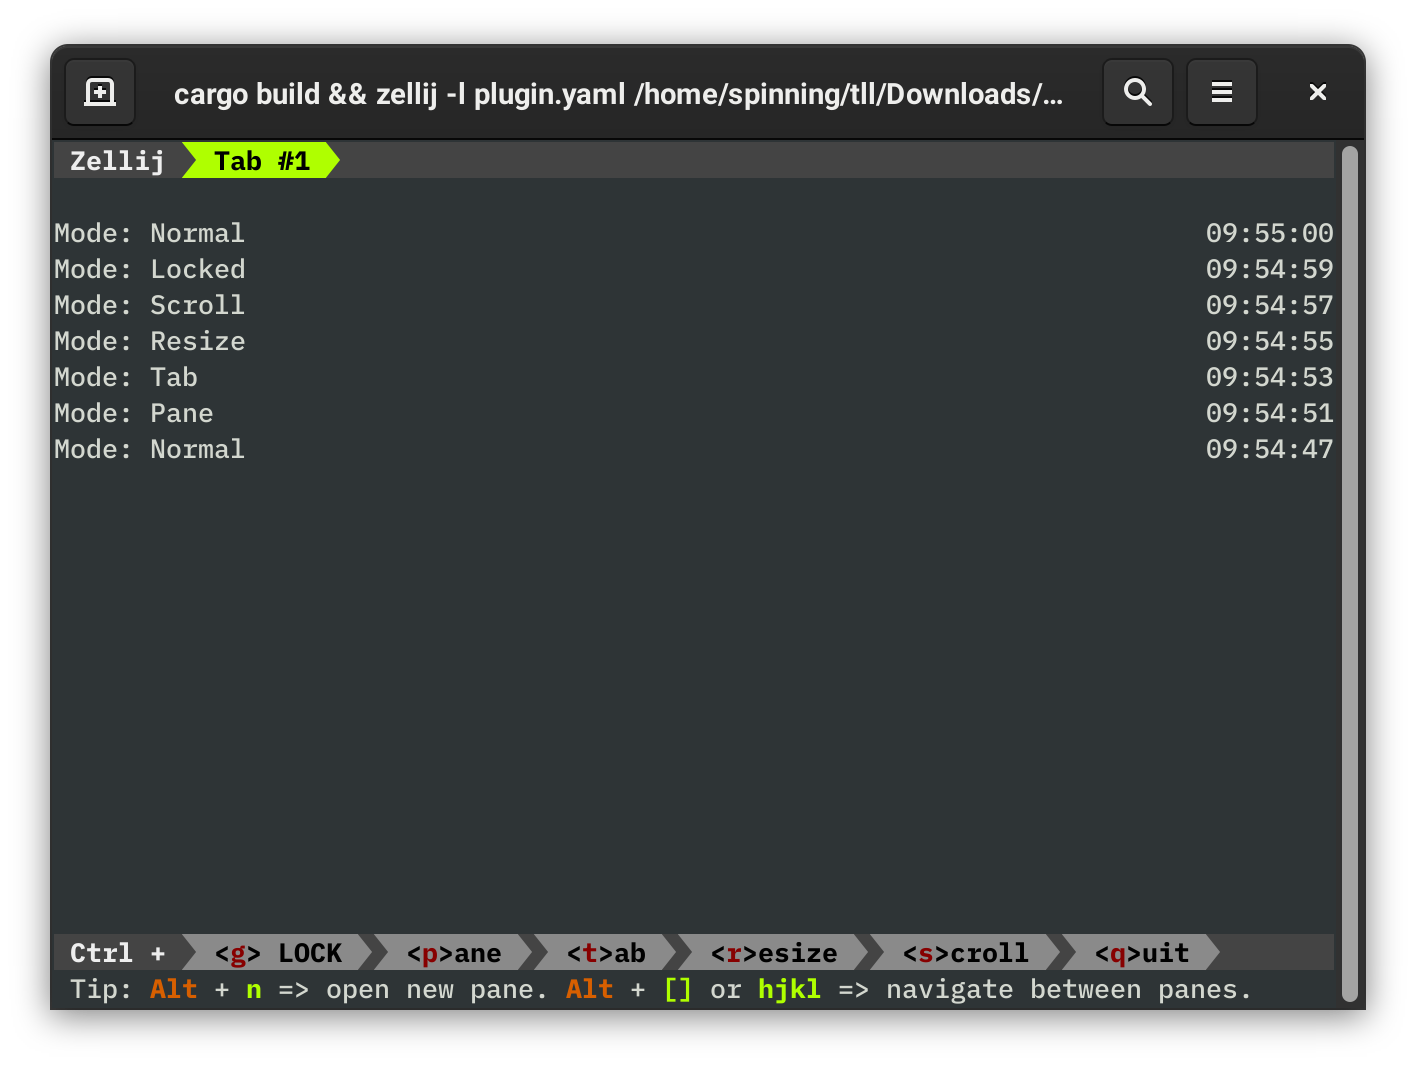 cargo build && zellij -l plugin.yaml /home/spinning/tll/Downloads/…
Zellij Tab #1
Mode: Normal 09:55:00
Mode: Locked 09:54:59
Mode: Scroll 09:54:57
Mode: Resize 09:54:55
Mode: Tab 09:54:53
Mode: Pane 09:54:51
Mode: Normal 09:54:47
Ctrl + <g> LOCK <p>ane <t>ab <r>esize <s>croll <q>uit
Tip: Alt + n => open new pane. Alt + [] or hjkl => navigate between panes.